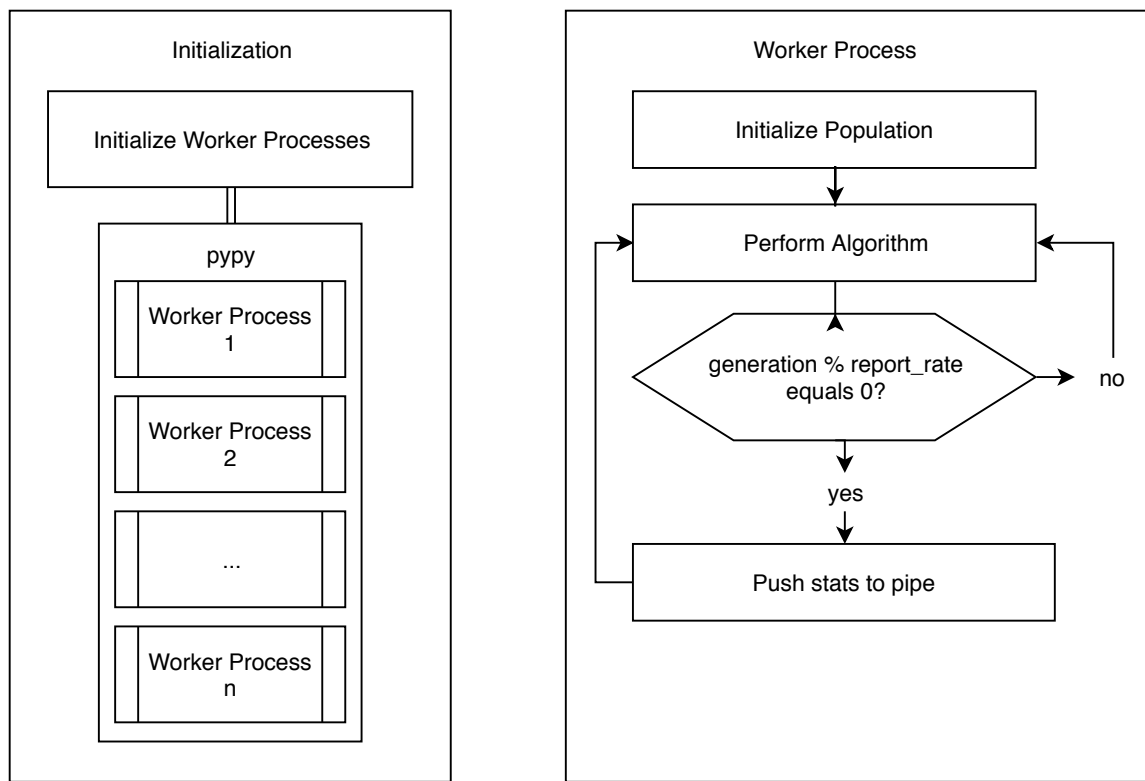 Initialization
Initialize Worker Processes
pypy
Worker Process
1
Worker Process
2
...
Worker Process
n
Worker Process
Initialize Population
Perform Algorithm
generation % report_rate
equals 0?
no
yes
Push stats to pipe